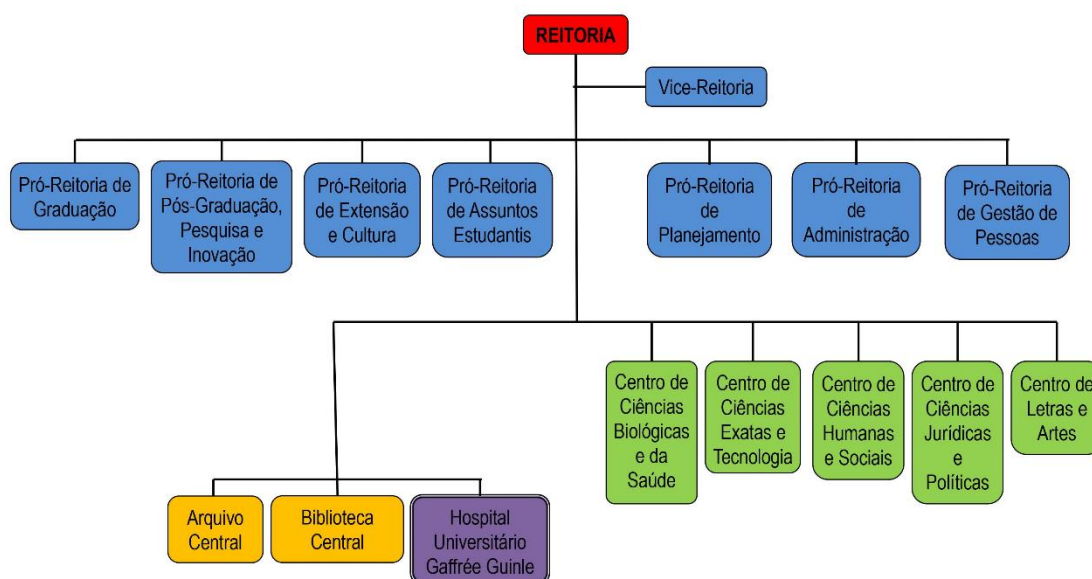 REITORIA
Vice-Reitoria
Pró-Reitoria de
Graduação
Pró-Reitoria de
Pós-Graduação,
Pesquisa e
Inovação
Pró-Reitoria
de Extensão
e Cultura
Pró-Reitoria
de Assuntos
Estudantis
Pró-Reitoria
de
Planejamento
Pró-Reitoria
de
Administração
Pró-Reitoria
de Gestão de
Pessoas
Centro de
Ciências
Biológicas
e da
Saúde
Centro de
Ciências
Exatas e
Tecnologia
Centro de
Ciências
Humanas
e Sociais
Centro de
Ciências
Jurídicas
e
Políticas
Centro de
Letras e
Artes
Arquivo
Central
Biblioteca
Central
Hospital
Universitário
Gaffrée Guinle